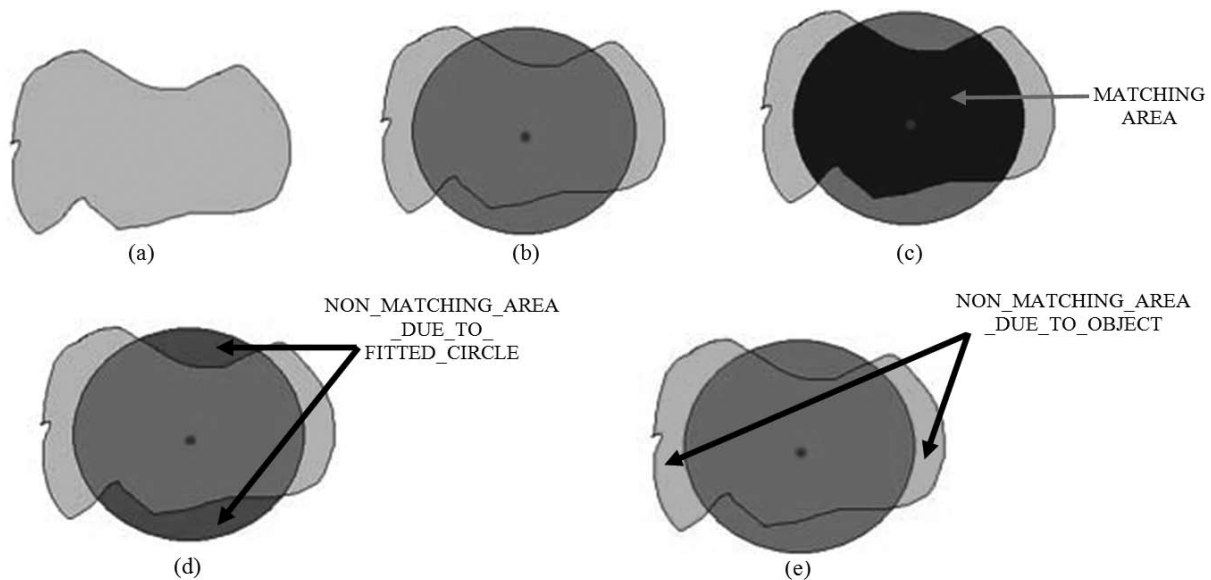 MATCHING
AREA
(a)
(b)
(c)
NON_MATCHING_AREA
_DUE_TO_
FITTED_CIRCLE
NON_MATCHING_AREA
_DUE_TO_OBJECT
(d)
(e)